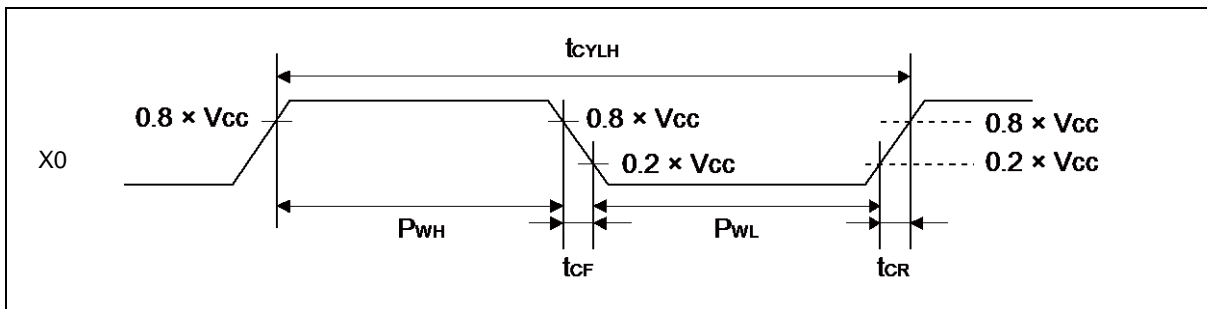 tCYLH
0.8 × Vcc
0.8 × Vcc
0.8 × Vcc
X0
0.2 × Vcc
0.2 × Vcc
PWH
PWL
tCF
tCR